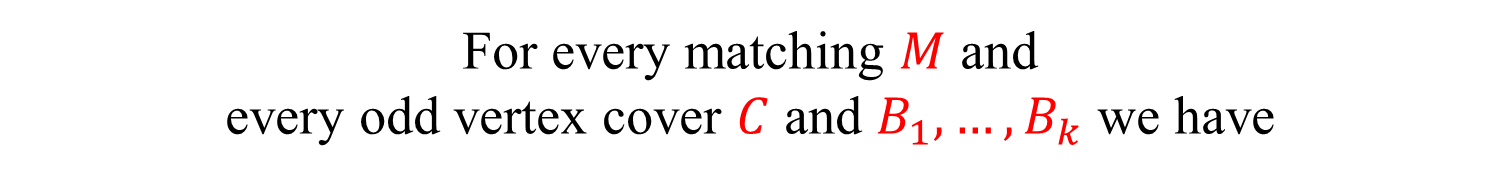 For every matching M and
every odd vertex cover C and B₁, … , Bₖ we have